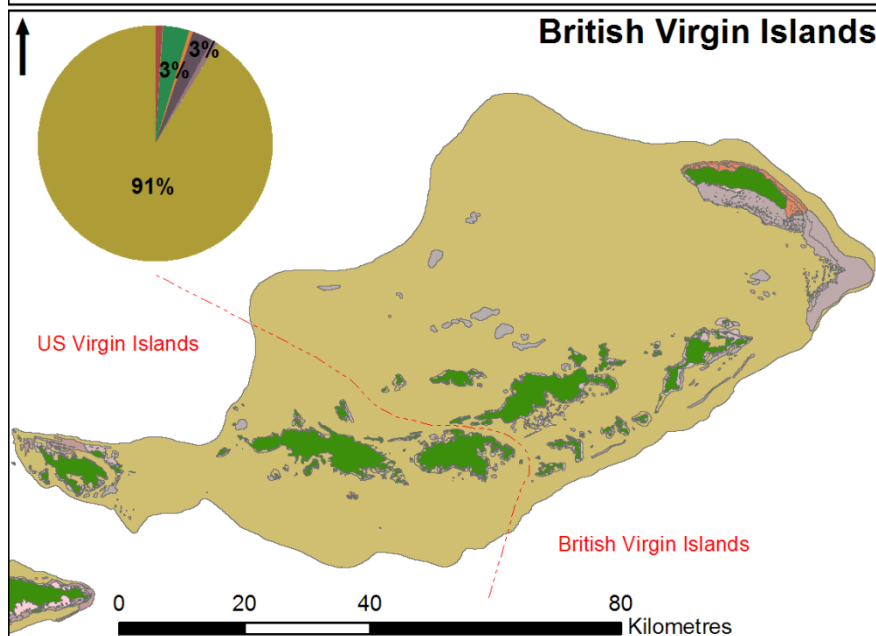 British Virgin Islands
3%
3%
91%
US Virgin Islands
British Virgin Islands
0 20 40 80
Kilometres